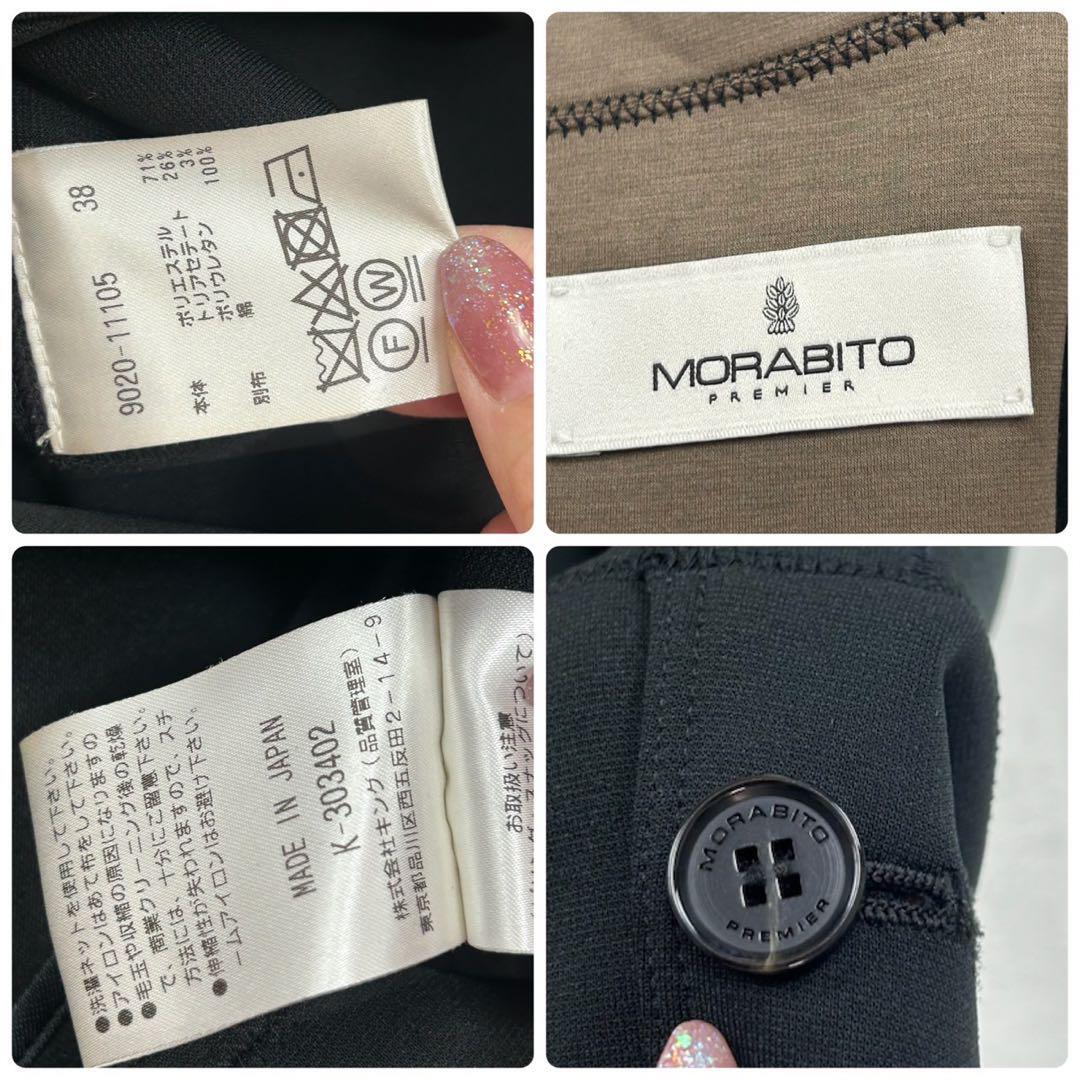 9020-11105 38
本体 ポリエステル 71%
トリアセテート 26%
ポリウレタン 3%
別布 綿 100%
W
F
MORABITO
PREMIER
●洗濯ネットを使用して下さい。
●アイロンはあて布をして下さい。
●毛玉や収縮の原因になりますの
で、商業クリーニング後の乾燥
方法には、十分にご留意下さい。
●伸縮性が失われますので、スチ
ームアイロンはお避け下さい。
MADE IN JAPAN
K-303402
株式会社キング(品質管理室)
東京都品川区西五反田2-14-9
お取扱い注意
MORABITO
PREMIER